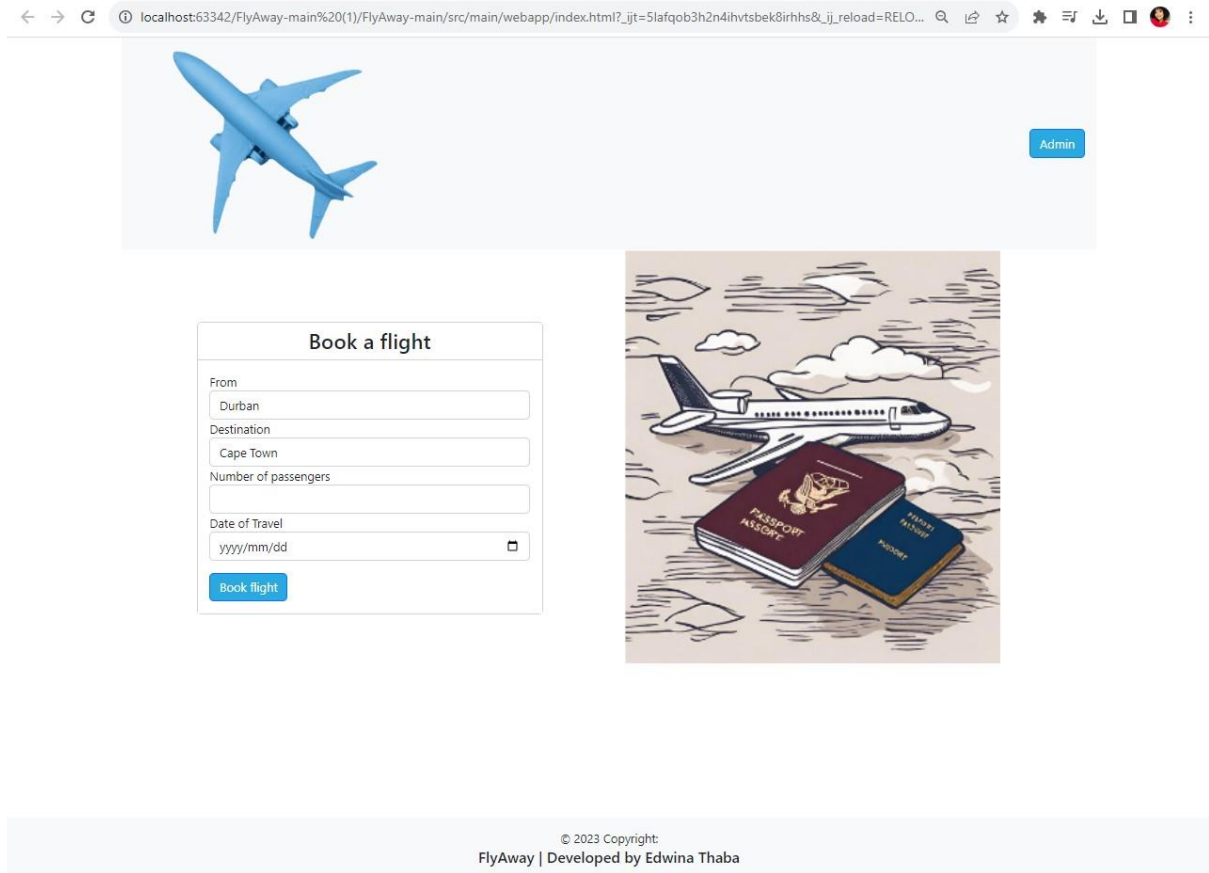 localhost:63342/FlyAway-main%20(1)/FlyAway-main/src/main/webapp/index.html?_ijt=5lafqob3h2n4ihvtsbek8irhhs&_ij_reload=RELO...
Admin
Book a flight
From
Durban
Destination
Cape Town
Number of passengers
Date of Travel
yyyy/mm/dd
Book flight
PASSPORT
© 2023 Copyright:
FlyAway | Developed by Edwina Thaba